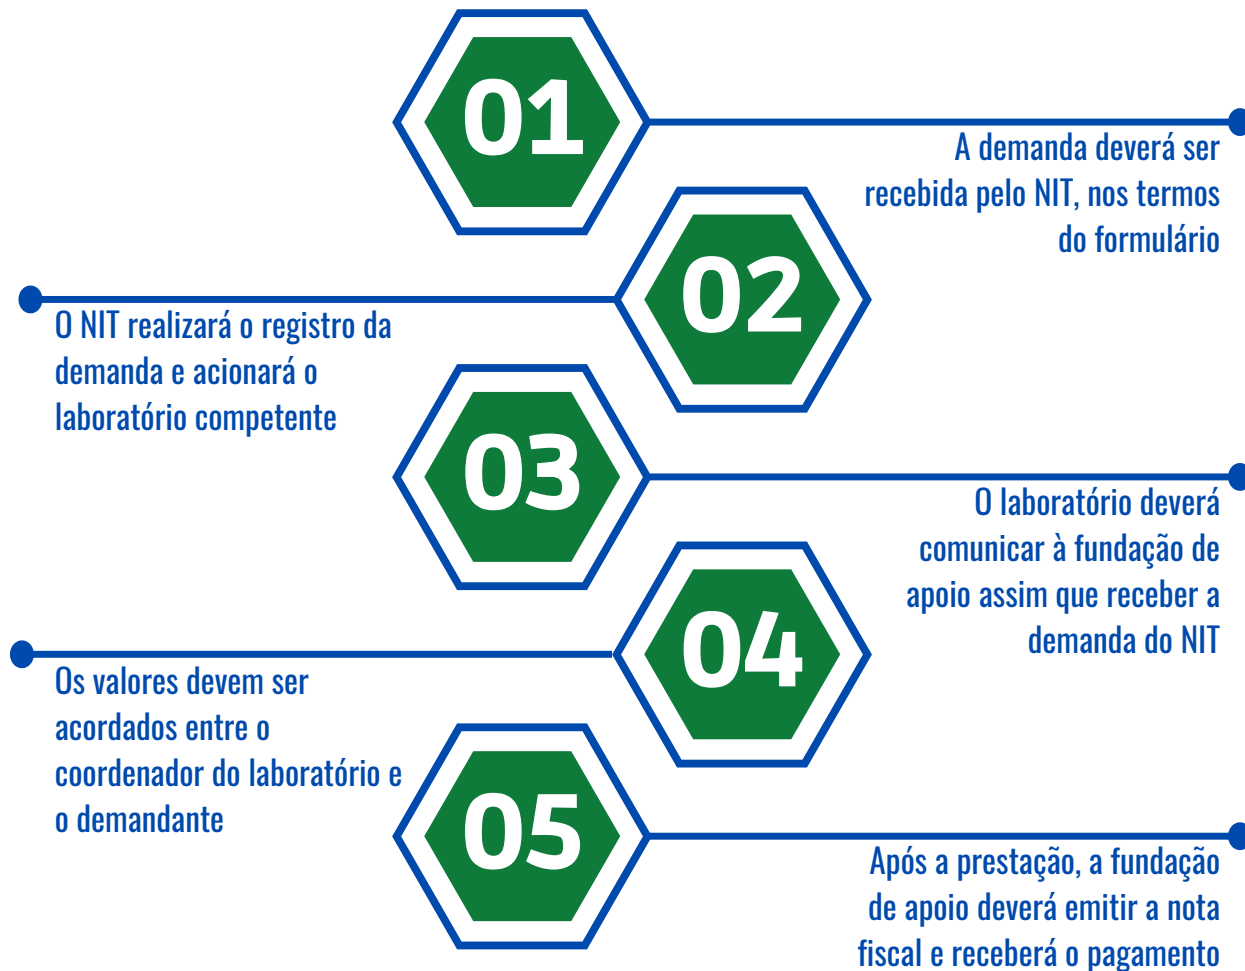 01
A demanda deverá ser
recebida pelo NIT, nos termos
do formulário
02
O NIT realizará o registro da
demanda e acionará o
laboratório competente
03
O laboratório deverá
comunicar à fundação de
apoio assim que receber a
demanda do NIT
04
Os valores devem ser
acordados entre o
coordenador do laboratório e
o demandante
05
Após a prestação, a fundação
de apoio deverá emitir a nota
fiscal e receberá o pagamento